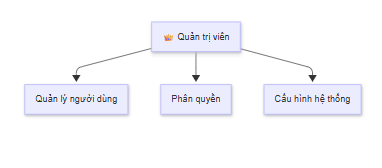 Quản trị viên
Quản lý người dùng
Phân quyền
Cấu hình hệ thống